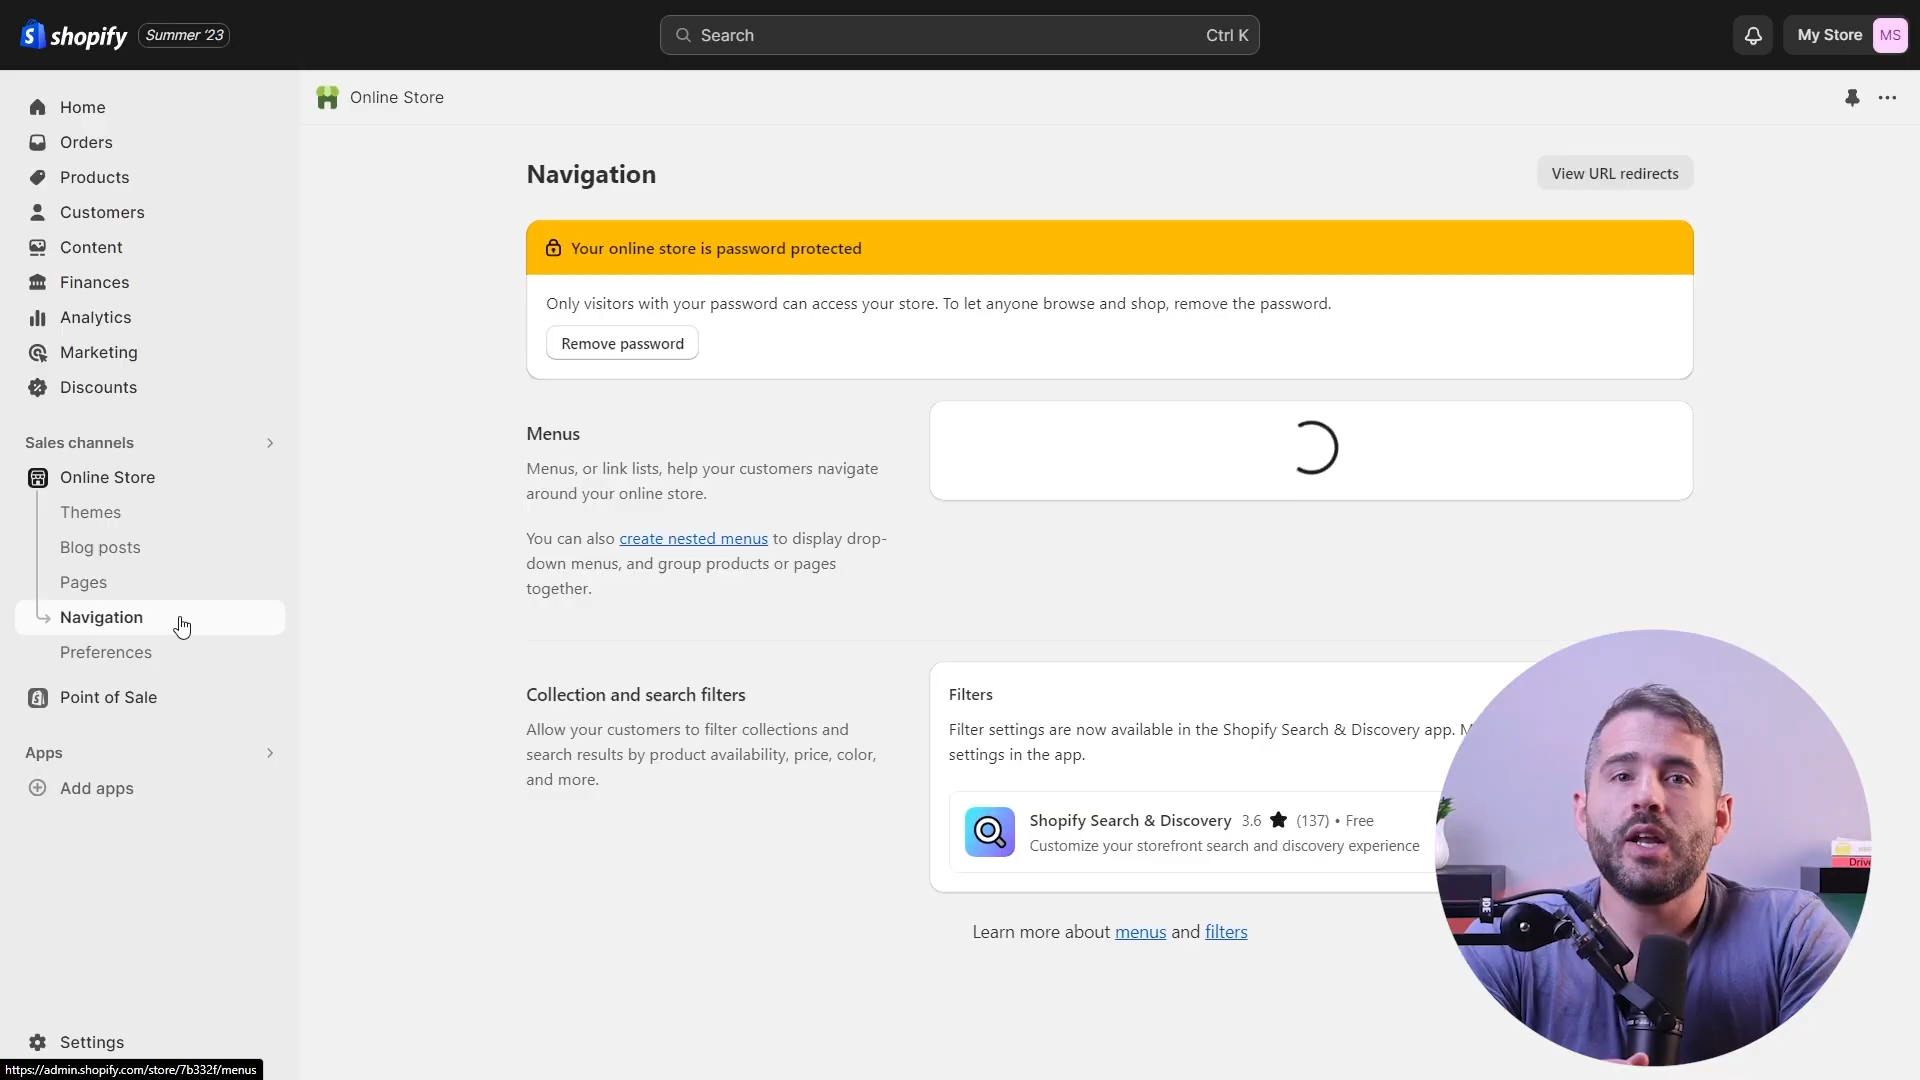 shopify Summer '23
Search Ctrl K
My Store MS
Home
Orders
Products
Customers
Content
Finances
Analytics
Marketing
Discounts
Sales channels
Online Store
Themes
Blog posts
Pages
Navigation
Preferences
Point of Sale
Apps
Add apps
Settings
https://admin.shopify.com/store/7b332f/menus
Online Store
Navigation
View URL redirects
Your online store is password protected
Only visitors with your password can access your store. To let anyone browse and shop, remove the password.
Remove password
Menus
Menus, or link lists, help your customers navigate
around your online store.
You can also create nested menus to display drop-
down menus, and group products or pages
together.
Collection and search filters
Allow your customers to filter collections and
search results by product availability, price, color,
and more.
Filters
Filter settings are now available in the Shopify Search & Discovery app.
settings in the app.
Shopify Search & Discovery 3.6 ★ (137) • Free
Customize your storefront search and discovery experience
Learn more about menus and filters